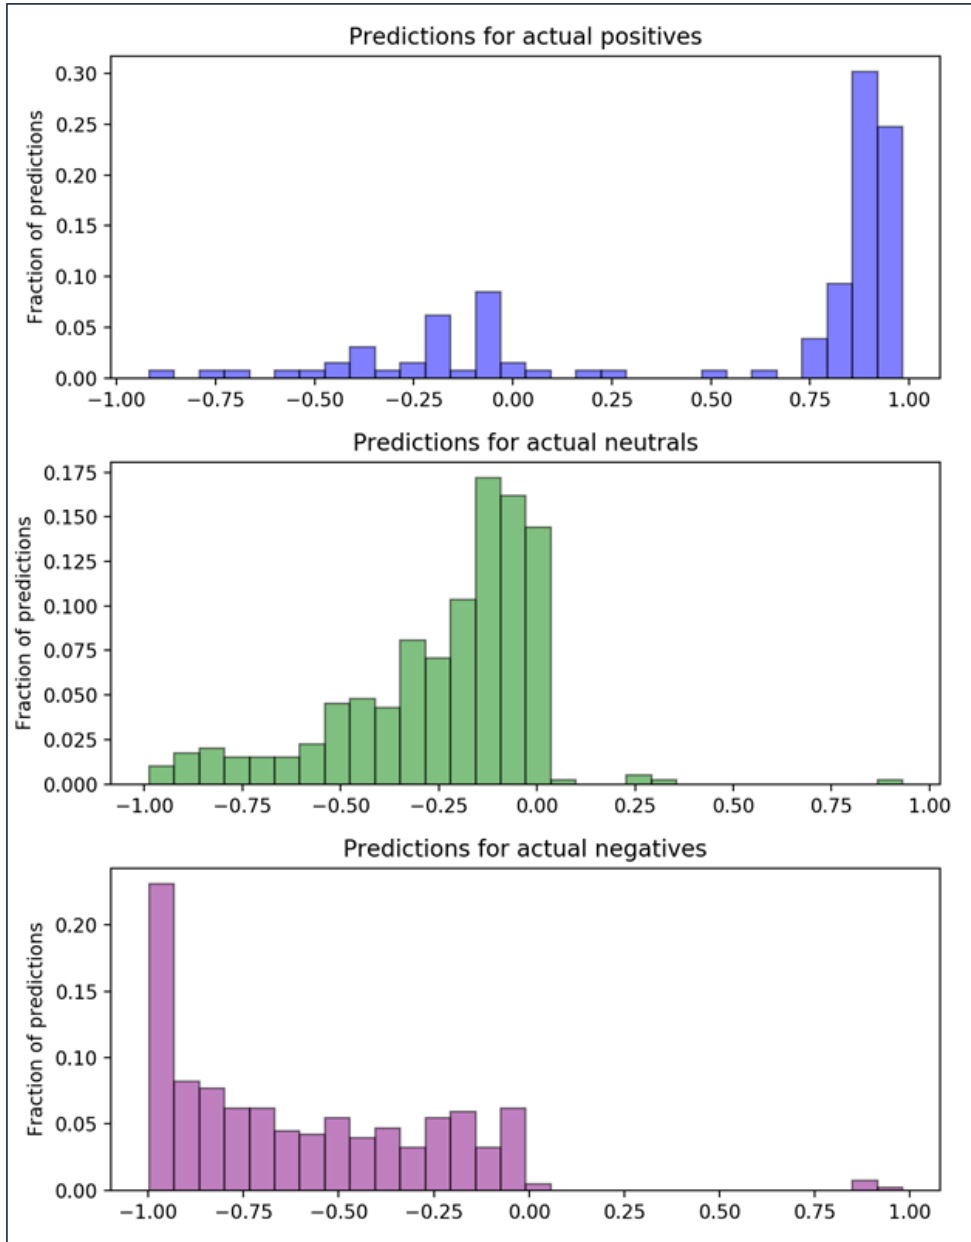 Predictions for actual positives
Fraction of predictions
0.30
0.25
0.20
0.15
0.10
0.05
0.00
−1.00 −0.75 −0.50 −0.25 0.00 0.25 0.50 0.75 1.00
Predictions for actual neutrals
Fraction of predictions
0.175
0.150
0.125
0.100
0.075
0.050
0.025
0.000
−1.00 −0.75 −0.50 −0.25 0.00 0.25 0.50 0.75 1.00
Predictions for actual negatives
Fraction of predictions
0.20
0.15
0.10
0.05
0.00
−1.00 −0.75 −0.50 −0.25 0.00 0.25 0.50 0.75 1.00